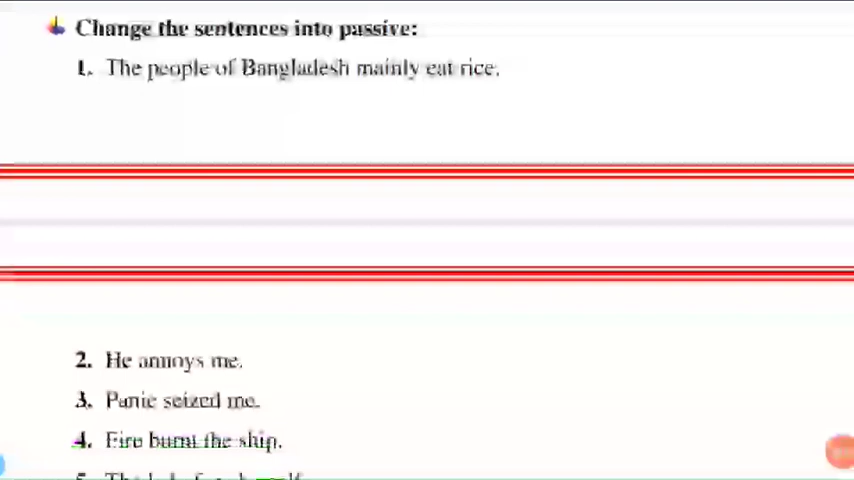 Change the sentences into passive:
1. The people of Bangladesh mainly eat rice.
2. He annoys me.
3. Panic seized me.
4. Fire burnt the ship.
5.